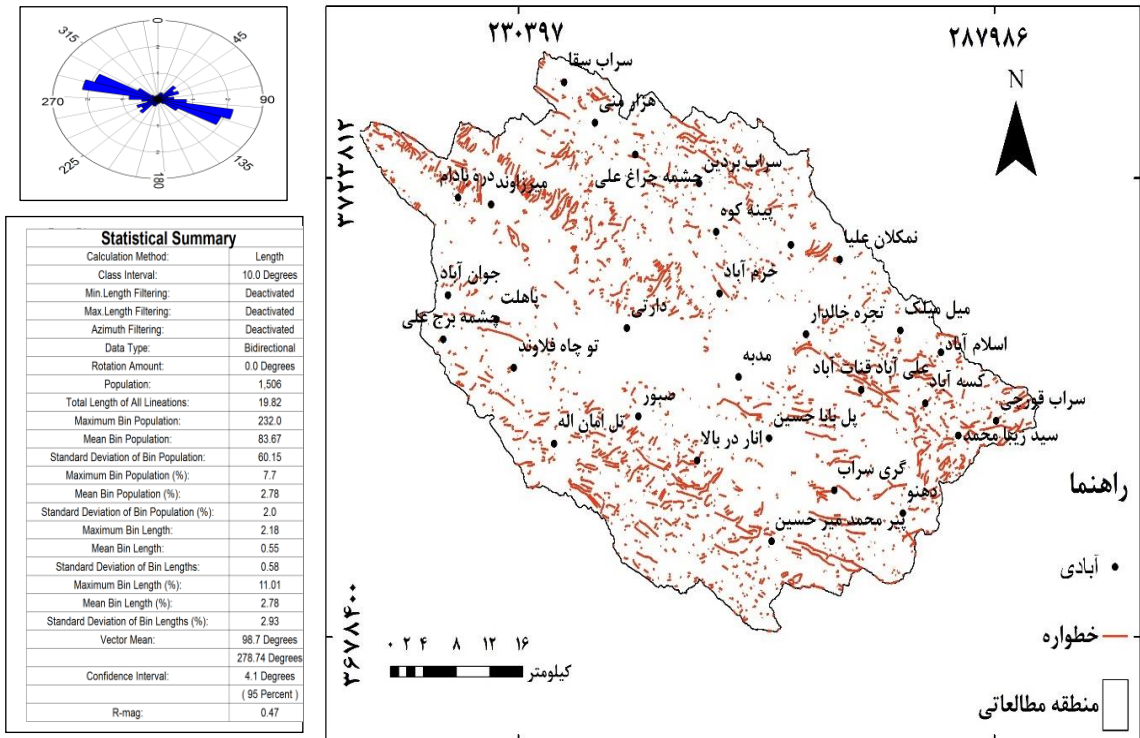 0
45
90
135
180
225
270
315
Statistical Summary
Calculation Method: Length
Class Interval: 10.0 Degrees
Min.Length Filtering: Deactivated
Max.Length Filtering: Deactivated
Azimuth Filtering: Deactivated
Data Type: Bidirectional
Rotation Amount: 0.0 Degrees
Population: 1,506
Total Length of All Lineations: 19.82
Maximum Bin Population: 232.0
Mean Bin Population: 83.67
Standard Deviation of Bin Population: 60.15
Maximum Bin Population (%): 7.7
Mean Bin Population (%): 2.78
Standard Deviation of Bin Population (%): 2.0
Maximum Bin Length: 2.18
Mean Bin Length: 0.55
Standard Deviation of Bin Lengths: 0.58
Maximum Bin Length (%): 11.01
Mean Bin Length (%): 2.78
Standard Deviation of Bin Lengths (%): 2.93
Vector Mean: 98.7 Degrees
278.74 Degrees
Confidence Interval: 4.1 Degrees
( 95 Percent )
R-mag: 0.47
۲۳۰۳۹۷
۲۸۷۹۸۶
۳۷۲۳۸۱۲
۳۶۷۸۴۰۰
N
سراب سقا
هزار منی
سراب بردین
چشمه چراغ علی
دره بادام
میرزاوند
پینه کوه
نمکلان علیا
خرم آباد
جوان آباد
پاهلت
چشمه برج علی
دارتی
تجره خالدار
میل میلک
اسلام آباد
تو چاه فلاوند
مدبه
علی آباد قنات آباد
کسه آباد
سراب قورچی
سید ریفا محمد
صبور
پل بابا حسین
تل امان اله
انار در بالا
گری سراب
دهنو
پیر محمد میر حسین
راهنما
آبادی
خطواره
منطقه مطالعاتی
۰ ۲ ۴ ۸ ۱۲ ۱۶
کیلومتر